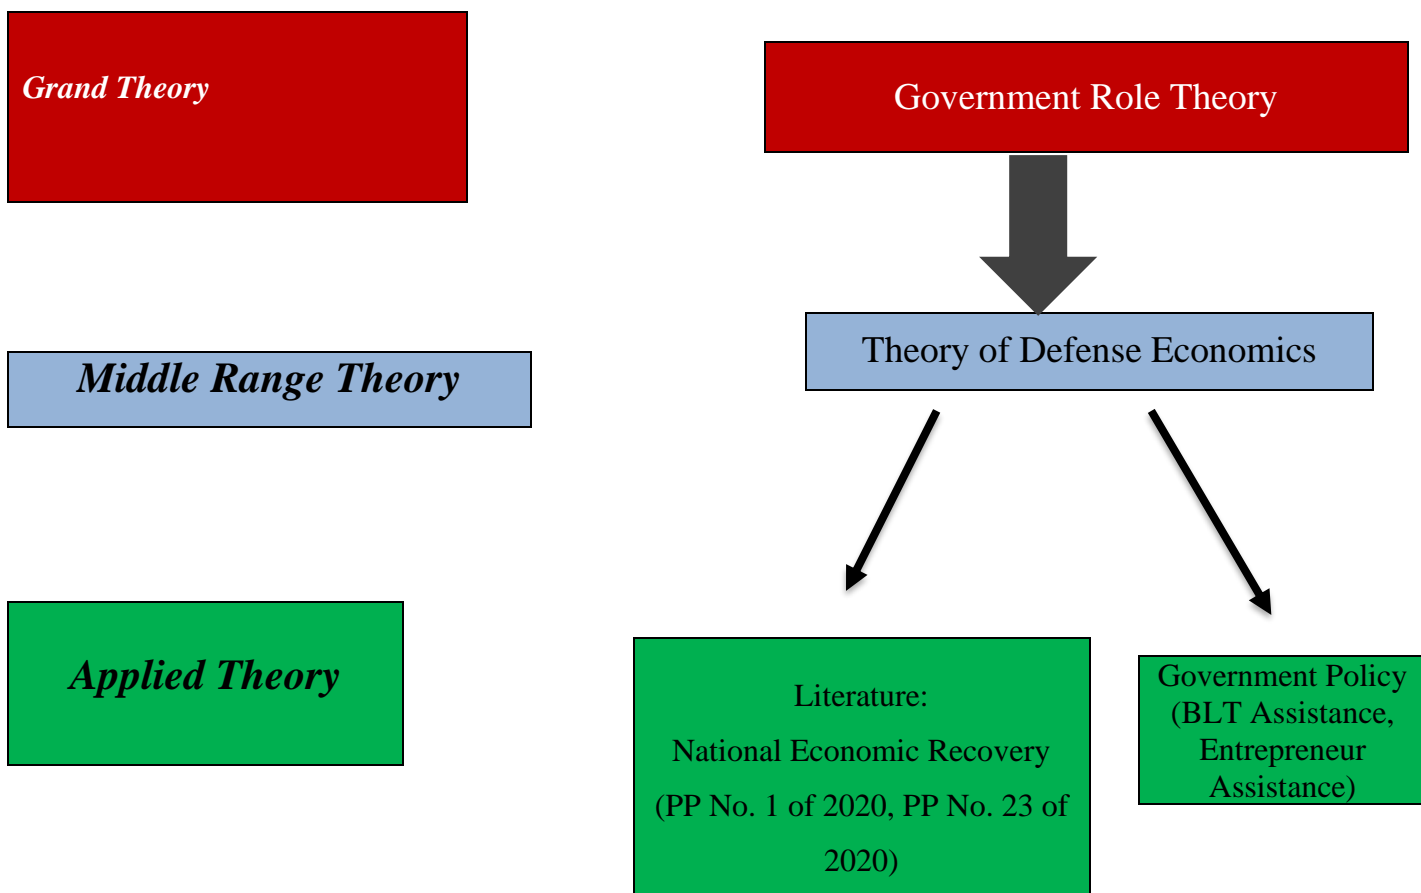 Grand Theory
Government Role Theory
Theory of Defense Economics
Middle Range Theory
Applied Theory
Literature:
National Economic Recovery
(PP No. 1 of 2020, PP No. 23 of
2020)
Government Policy
(BLT Assistance,
Entrepreneur
Assistance)